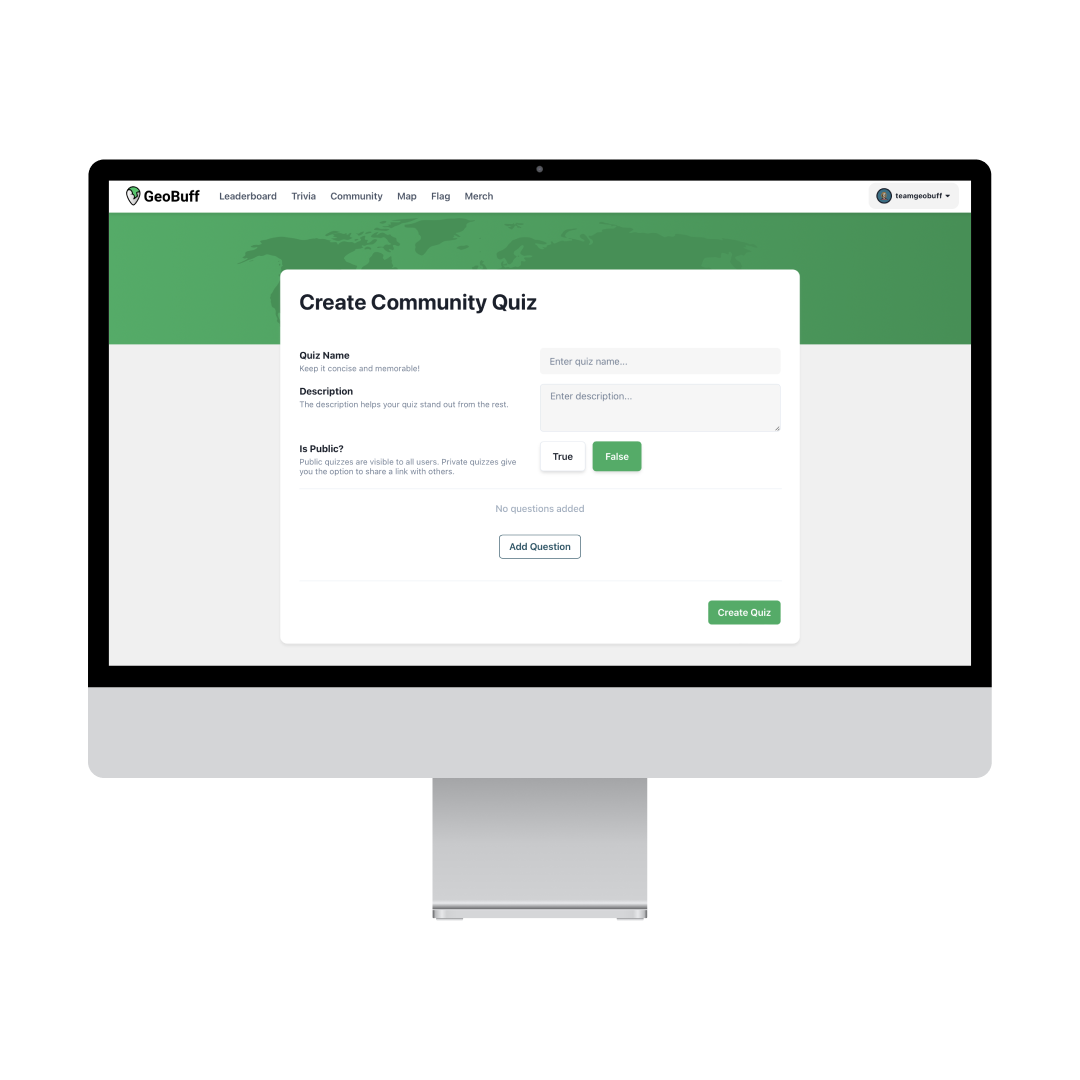 GeoBuff Leaderboard Trivia Community Map Flag Merch teamgeobuff
Create Community Quiz
Quiz Name
Keep it concise and memorable!
Enter quiz name...
Description
The description helps your quiz stand out from the rest.
Enter description...
Is Public?
Public quizzes are visible to all users. Private quizzes give
you the option to share a link with others.
True False
No questions added
Add Question
Create Quiz